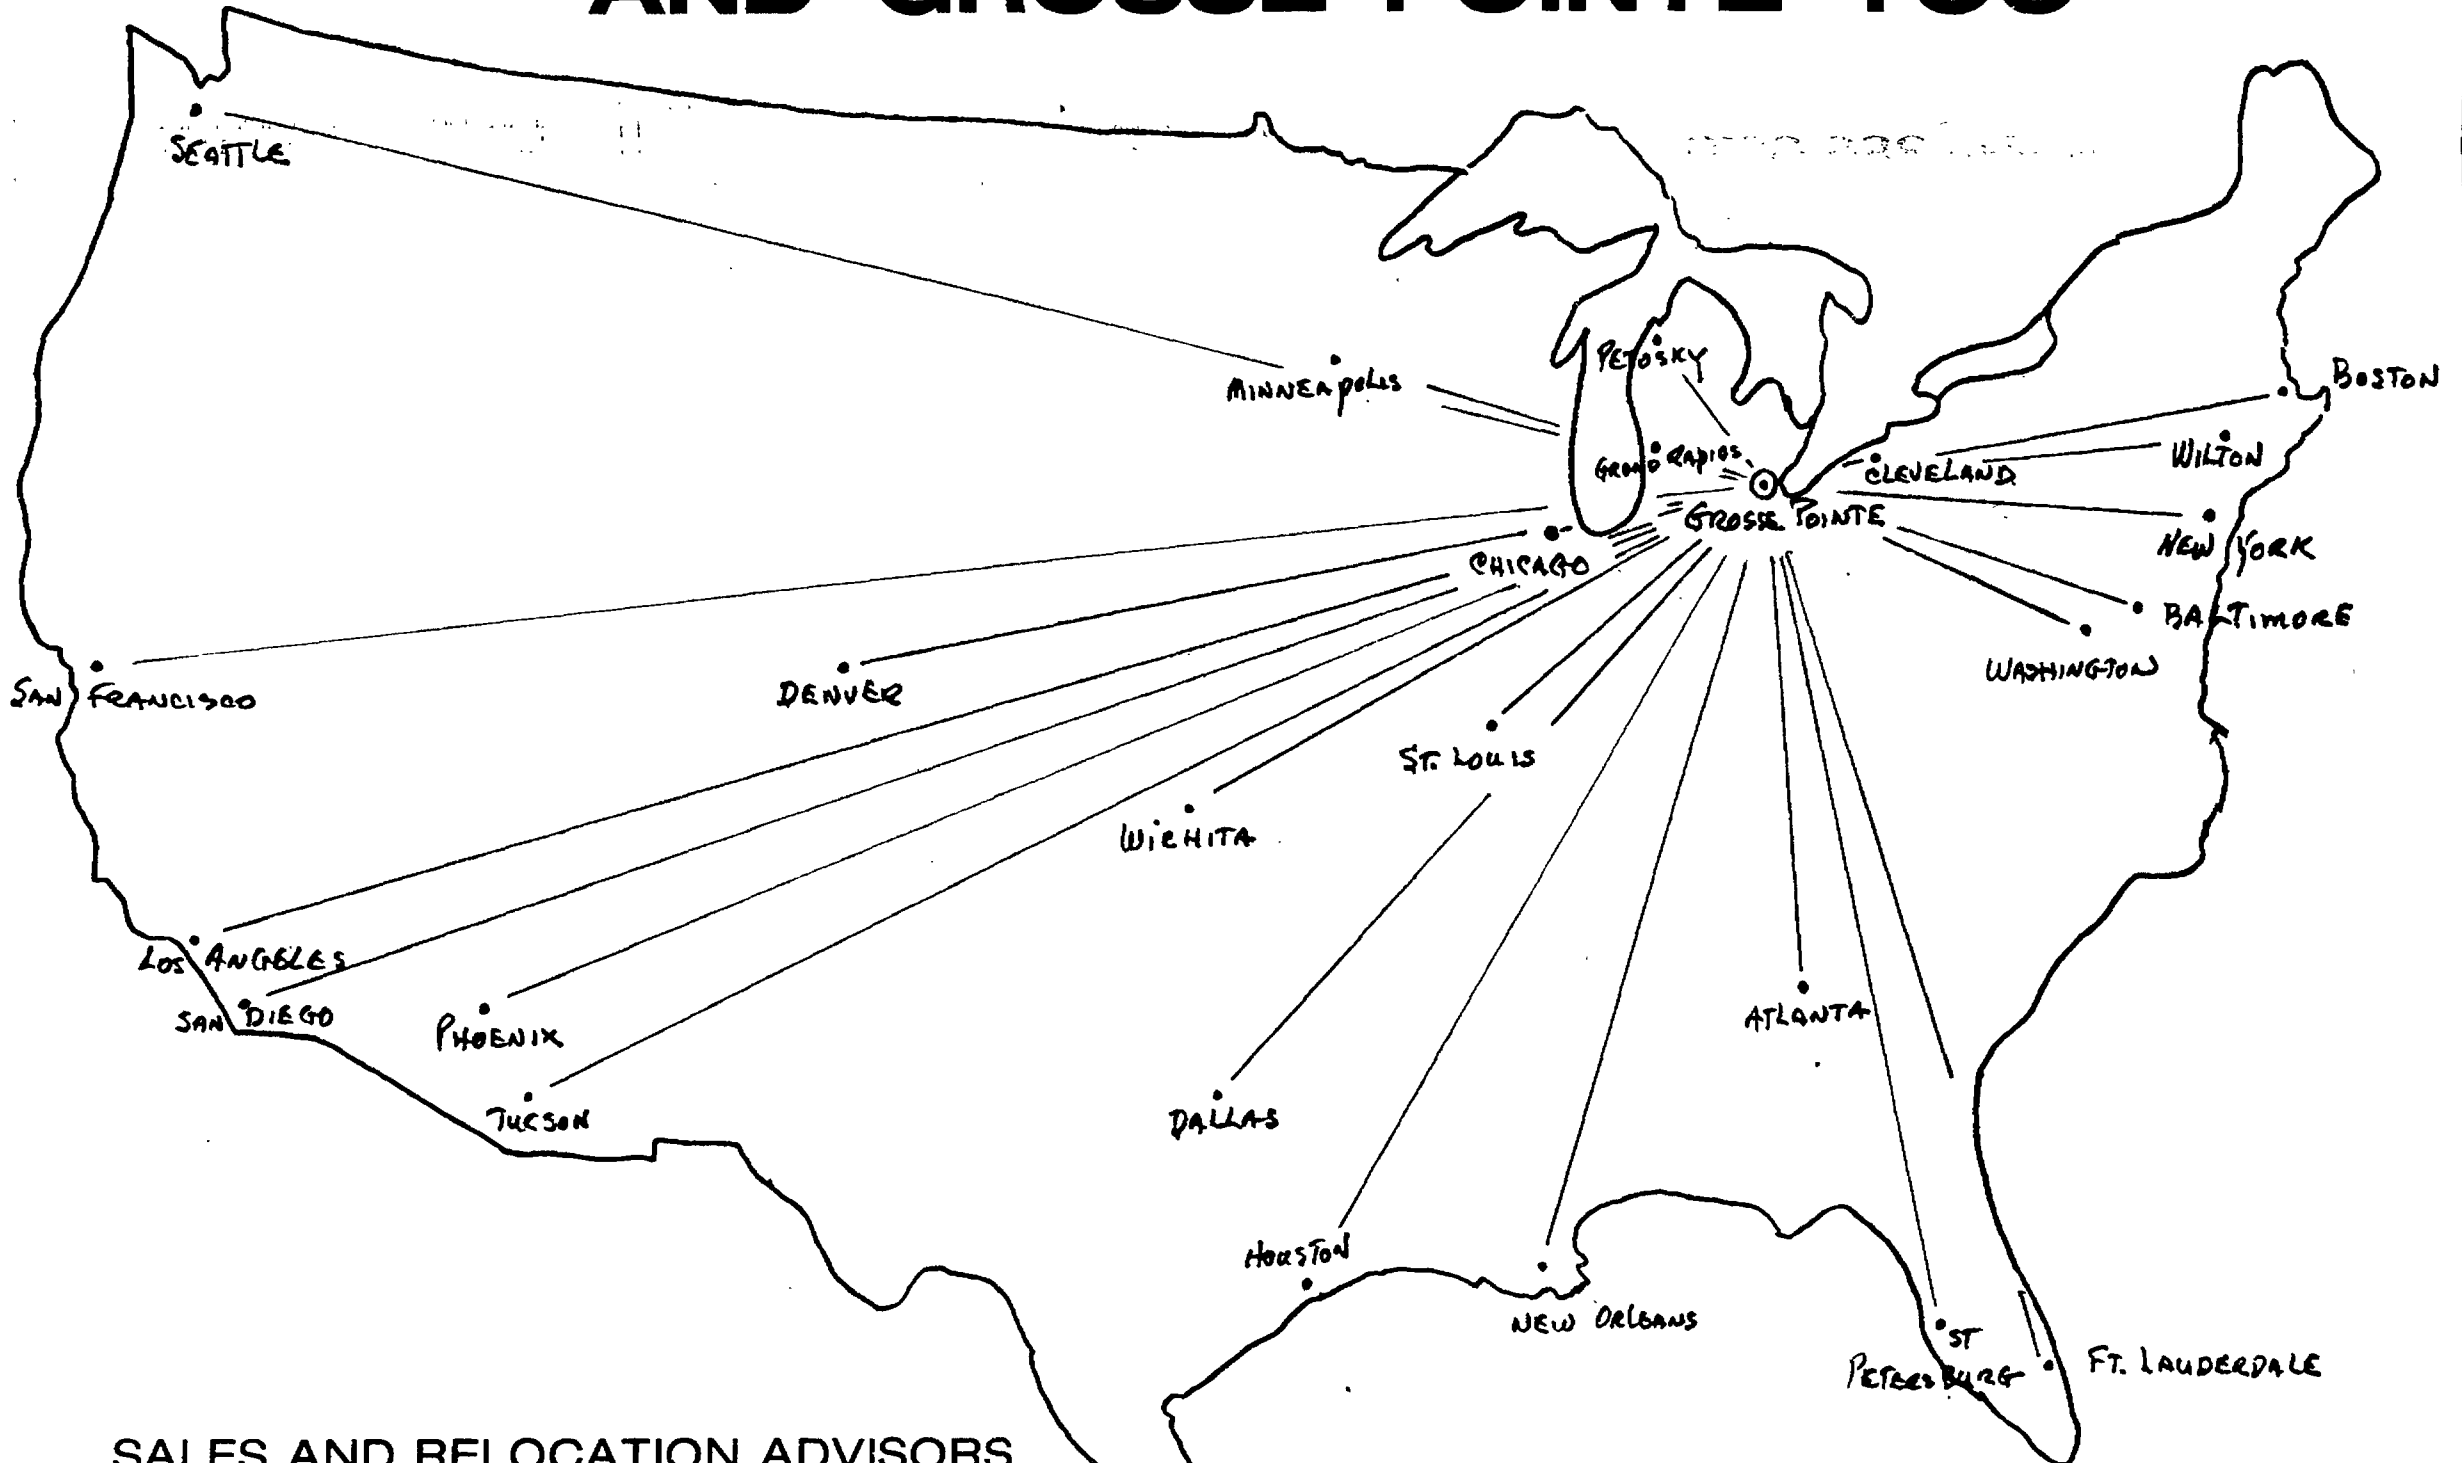 AND GROSSE POINTE TOO
SEATTLE
MINNEAPOLIS
PETOSKY
BOSTON
GRAND RAPIDS
CLEVELAND
WILTON
GROSSE POINTE
CHICAGO
NEW YORK
BALTIMORE
WASHINGTON
SAN FRANCISCO
DENVER
ST. LOUIS
WICHITA
LOS ANGELES
SAN DIEGO
PHOENIX
ATLANTA
TUCSON
DALLAS
HOUSTON
NEW ORLEANS
ST
PETERSBURG
FT. LAUDERDALE
SALES AND RELOCATION ADVISORS